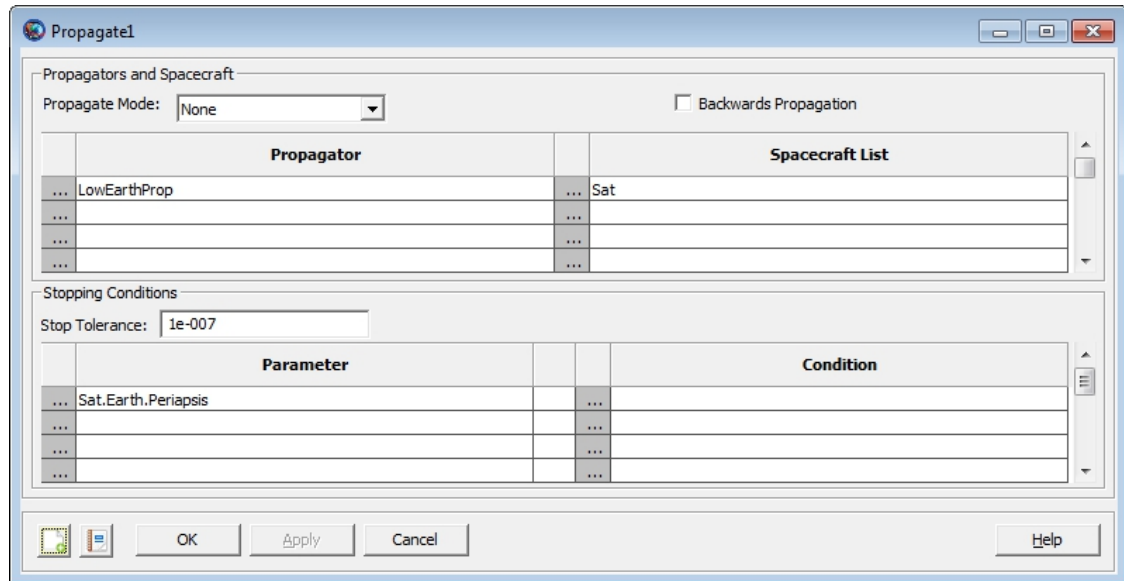 Propagate1
Propagators and Spacecraft
Propagate Mode: None Backwards Propagation
Propagator Spacecraft List
... LowEarthProp ... Sat
... ...
... ...
... ...
Stopping Conditions
Stop Tolerance: 1e-007
Parameter Condition
... Sat.Earth.Periapsis ...
... ...
... ...
... ...
OK Apply Cancel Help